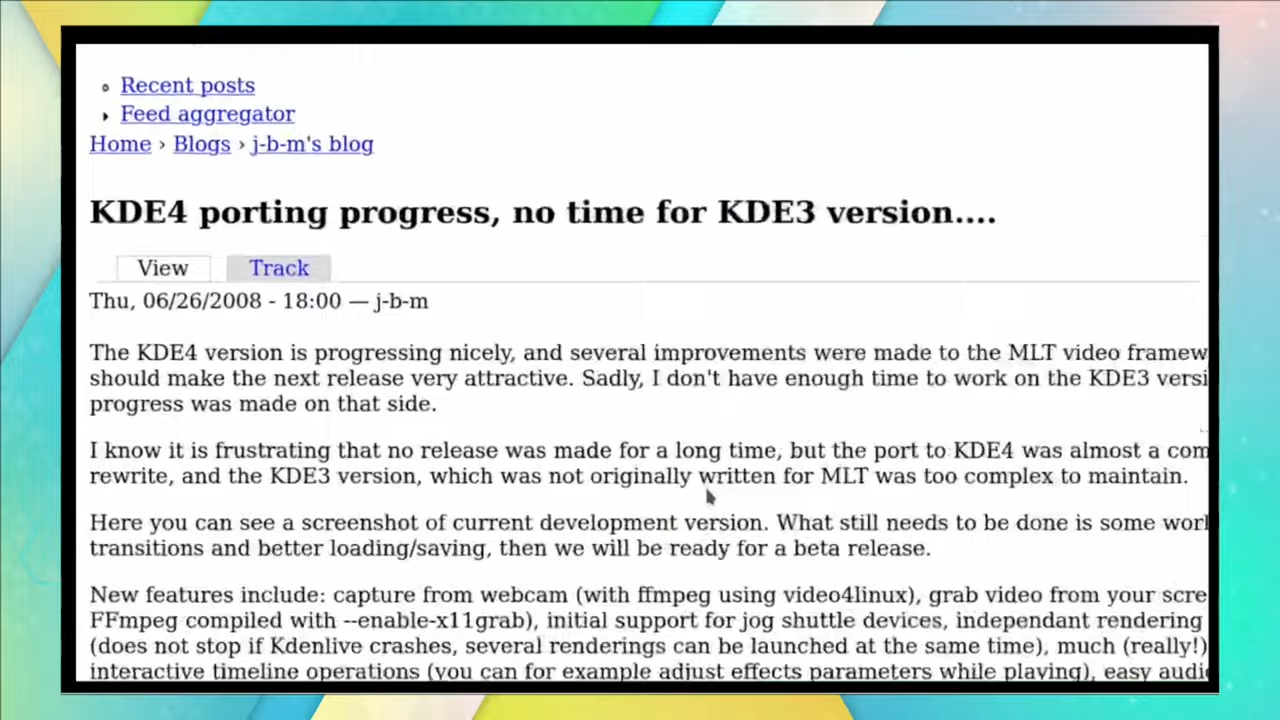 Recent posts
Feed aggregator
Home › Blogs › j-b-m's blog
KDE4 porting progress, no time for KDE3 version....
View Track
Thu, 06/26/2008 - 18:00 — j-b-m
The KDE4 version is progressing nicely, and several improvements were made to the MLT video framew
should make the next release very attractive. Sadly, I don't have enough time to work on the KDE3 versi
progress was made on that side.
I know it is frustrating that no release was made for a long time, but the port to KDE4 was almost a com
rewrite, and the KDE3 version, which was not originally written for MLT was too complex to maintain.
Here you can see a screenshot of current development version. What still needs to be done is some worl
transitions and better loading/saving, then we will be ready for a beta release.
New features include: capture from webcam (with ffmpeg using video4linux), grab video from your scre
FFmpeg compiled with --enable-x11grab), initial support for jog shuttle devices, independant rendering
(does not stop if Kdenlive crashes, several renderings can be launched at the same time), much (really!)
interactive timeline operations (you can for example adjust effects parameters while playing), easy audi